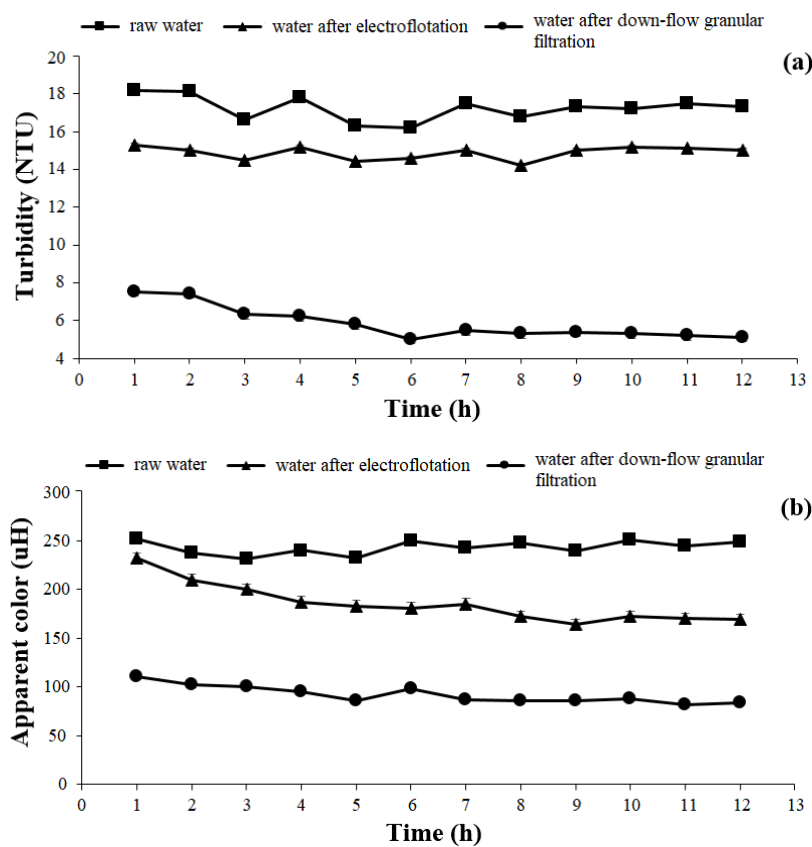 raw water
water after electroflotation
water after down-flow granular
filtration
(a)
20
18
16
14
12
10
8
6
4
Turbidity (NTU)
0 1 2 3 4 5 6 7 8 9 10 11 12 13
Time (h)
raw water
water after electroflotation
water after down-flow granular
filtration
(b)
300
250
200
150
100
50
0
Apparent color (uH)
0 1 2 3 4 5 6 7 8 9 10 11 12 13
Time (h)